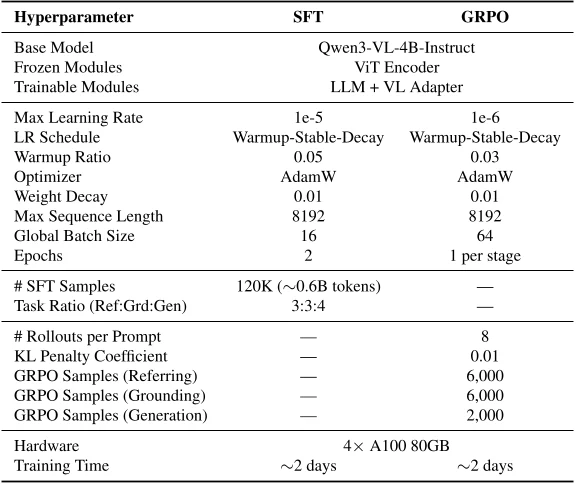 Hyperparameter SFT GRPO
Base Model Qwen3-VL-4B-Instruct
Frozen Modules ViT Encoder
Trainable Modules LLM + VL Adapter
Max Learning Rate 1e-5 1e-6
LR Schedule Warmup-Stable-Decay Warmup-Stable-Decay
Warmup Ratio 0.05 0.03
Optimizer AdamW AdamW
Weight Decay 0.01 0.01
Max Sequence Length 8192 8192
Global Batch Size 16 64
Epochs 2 1 per stage
# SFT Samples 120K (∼0.6B tokens) —
Task Ratio (Ref:Grd:Gen) 3:3:4 —
# Rollouts per Prompt — 8
KL Penalty Coefficient — 0.01
GRPO Samples (Referring) — 6,000
GRPO Samples (Grounding) — 6,000
GRPO Samples (Generation) — 2,000
Hardware 4× A100 80GB
Training Time ∼2 days ∼2 days